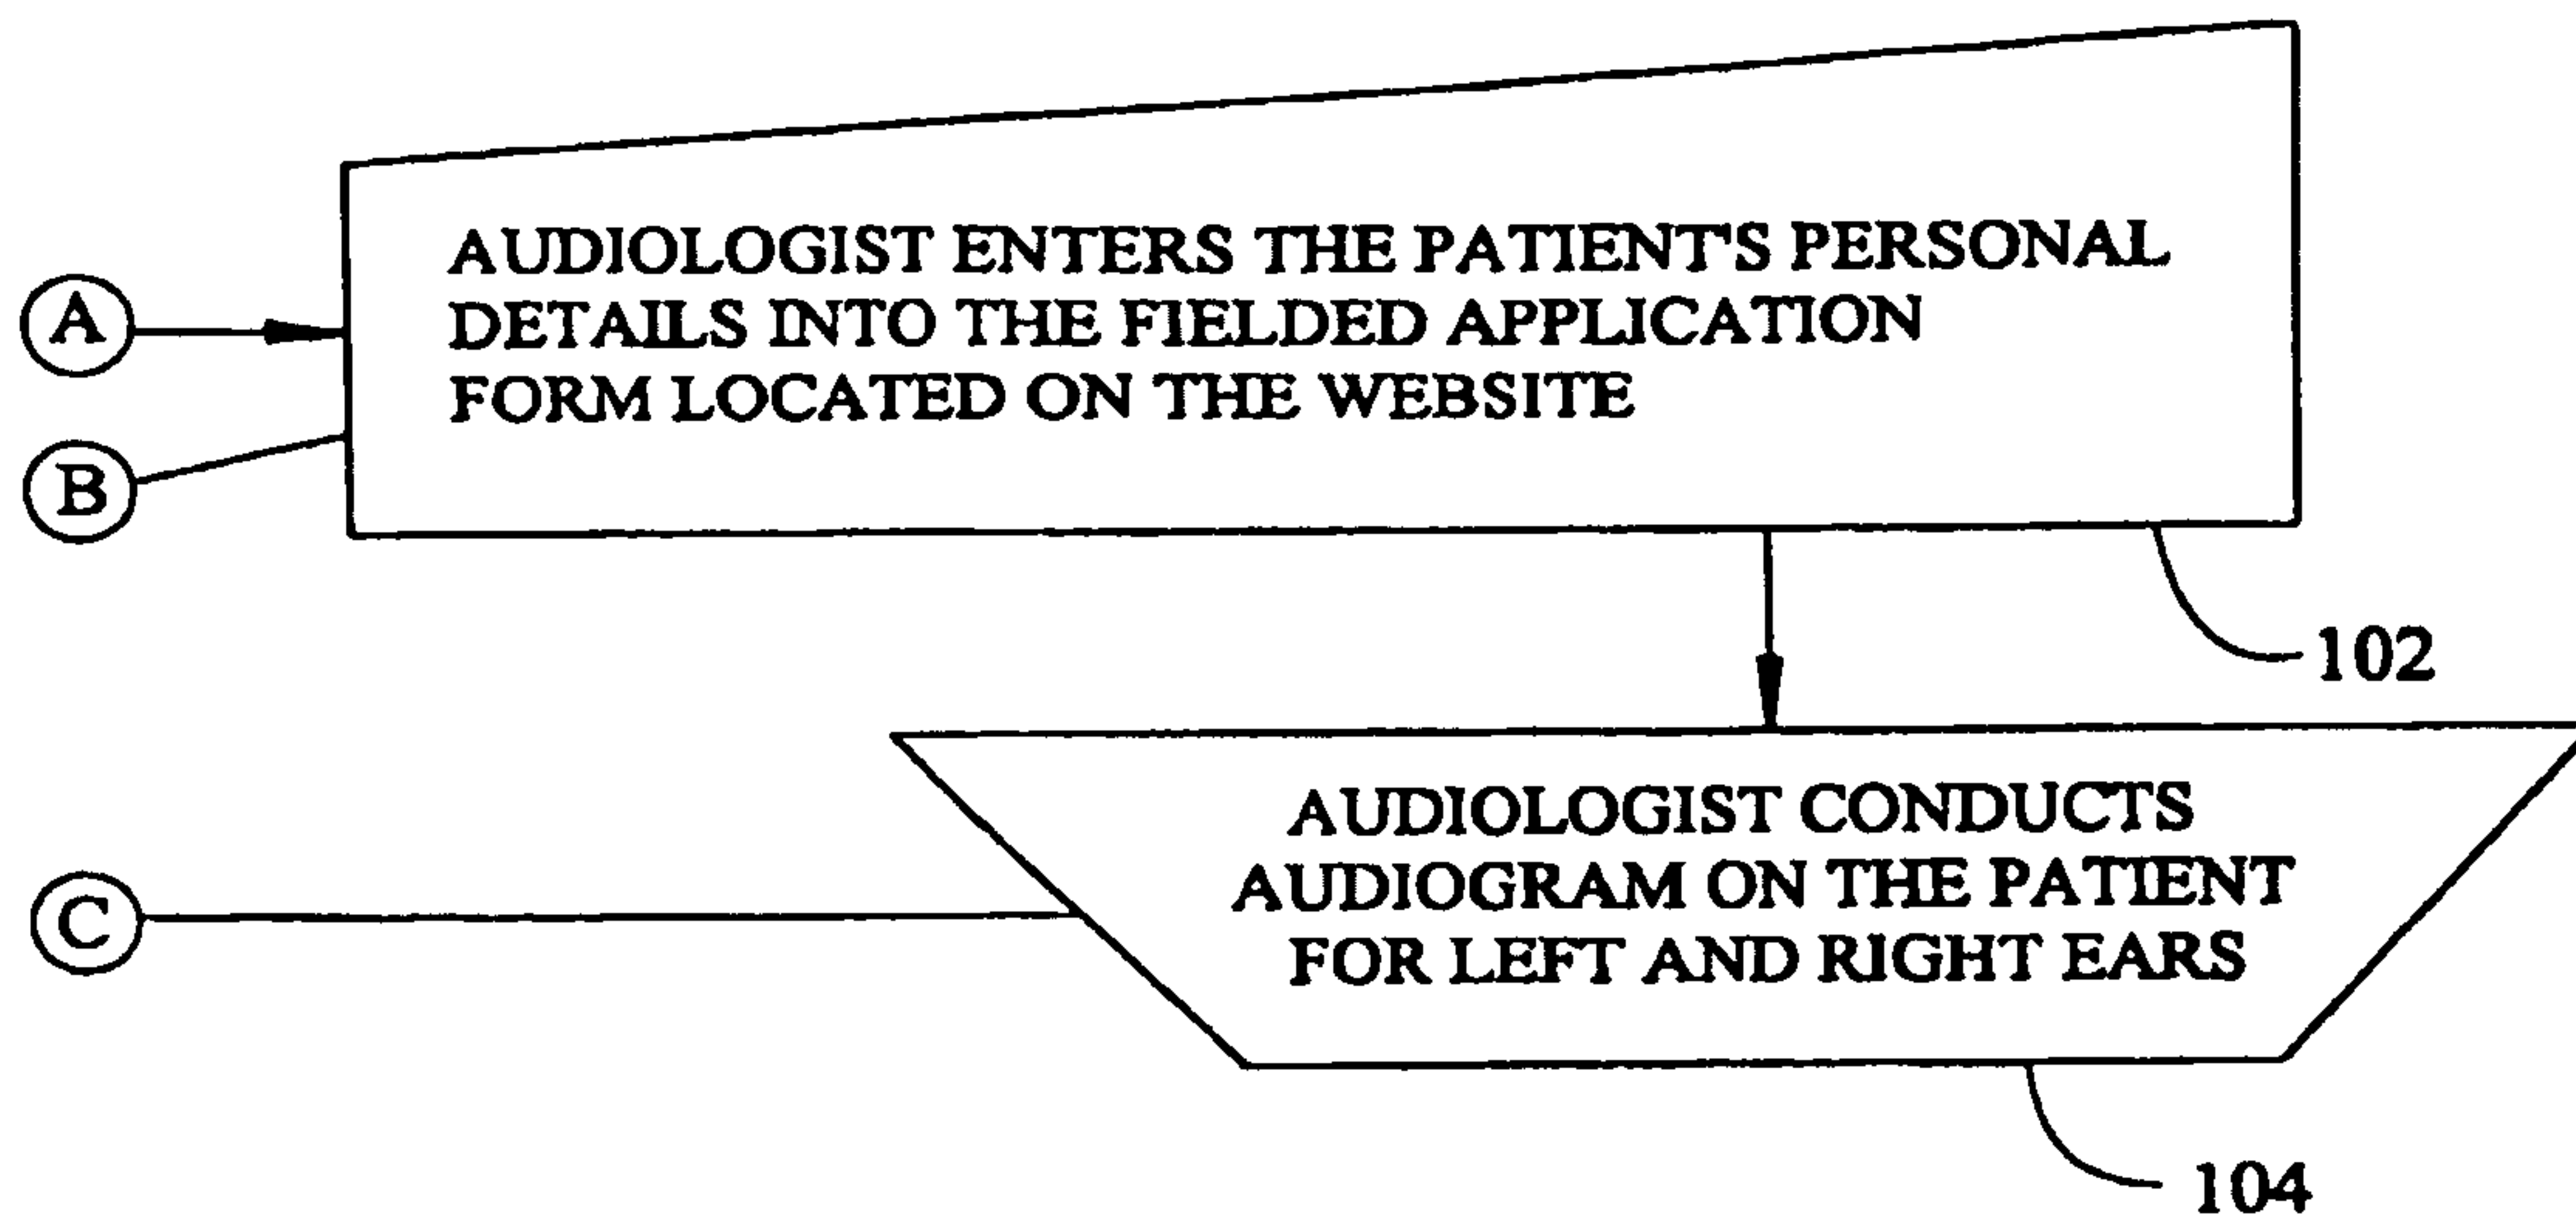 A
AUDIOLOGIST ENTERS THE PATIENT'S PERSONAL
DETAILS INTO THE FIELDED APPLICATION
FORM LOCATED ON THE WEBSITE
B
102
AUDIOLOGIST CONDUCTS
AUDIOGRAM ON THE PATIENT
FOR LEFT AND RIGHT EARS
C
104